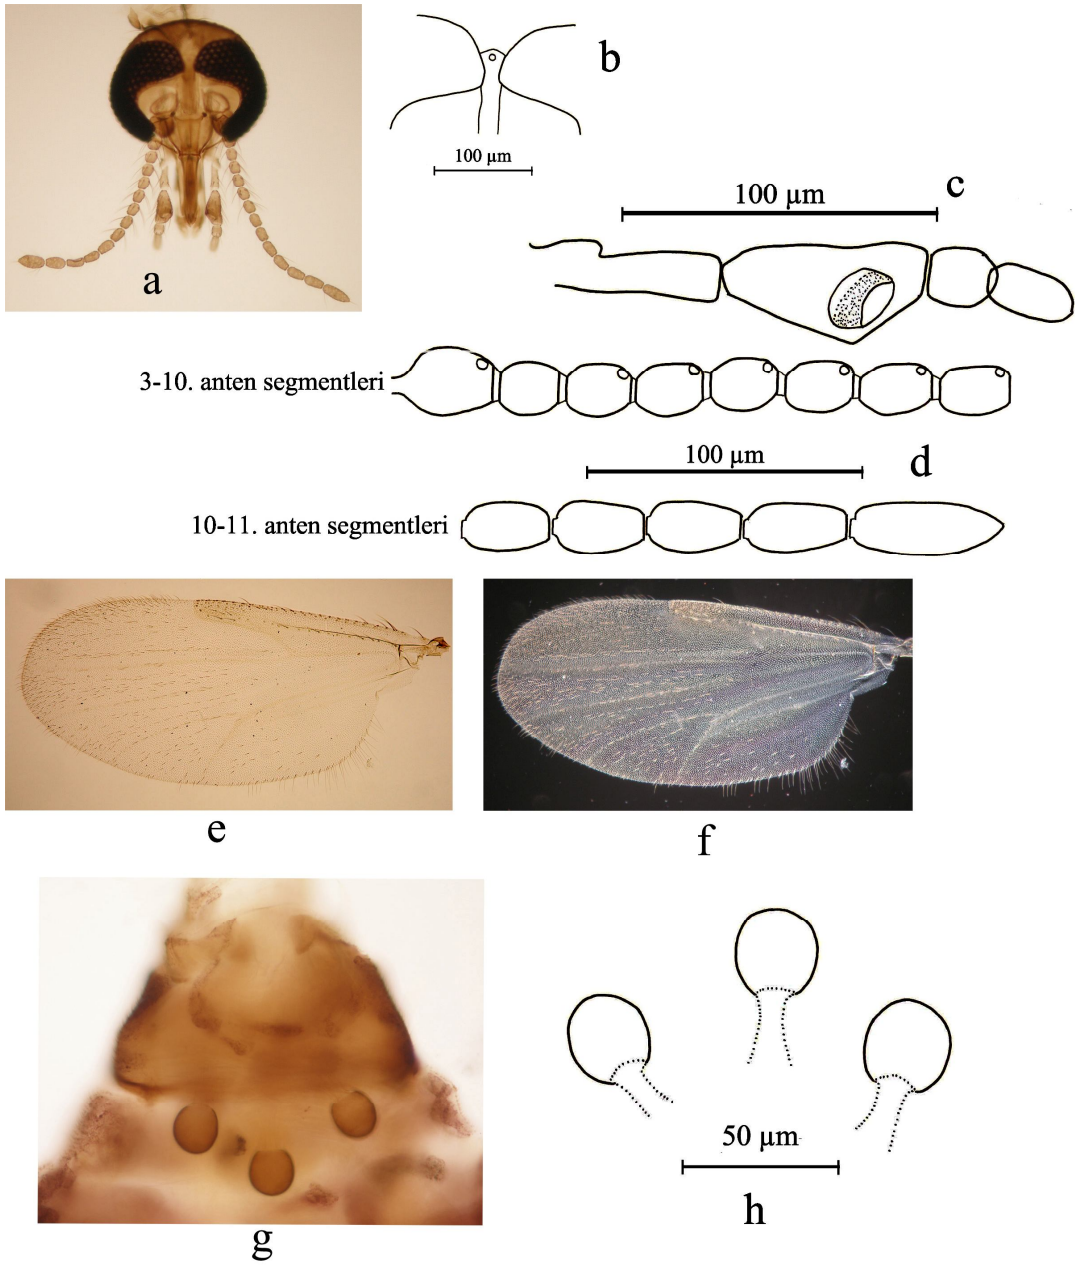 a
b
100 µm
c
100 µm
3-10. anten segmentleri
d
100 µm
10-11. anten segmentleri
e
f
g
50 µm
h